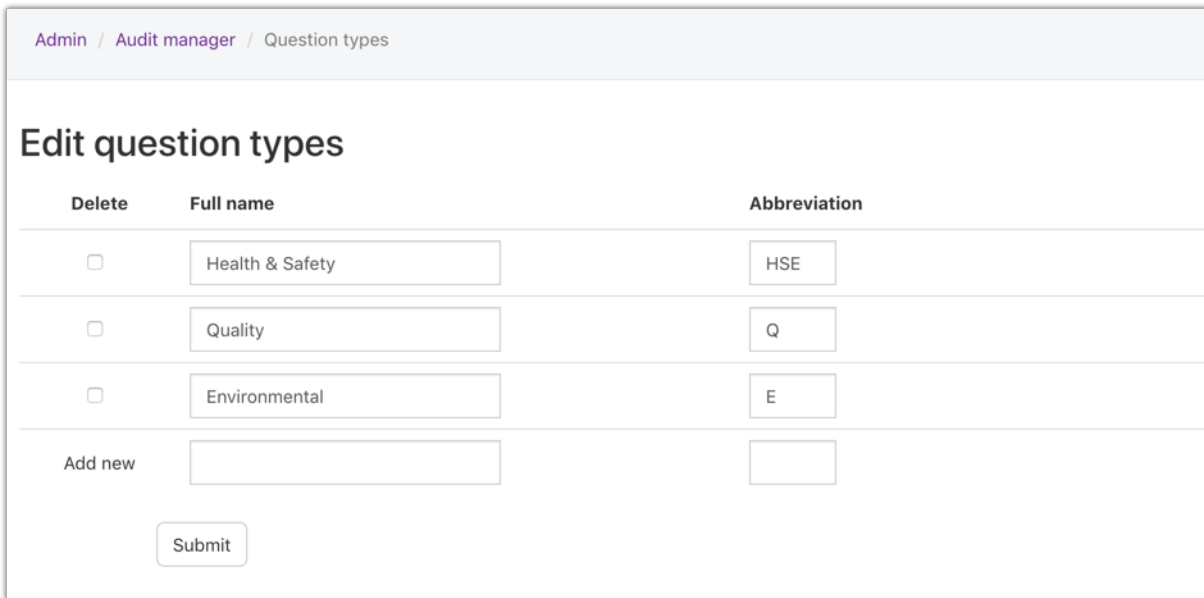 Admin / Audit manager / Question types
Edit question types
Delete Full name Abbreviation
Health & Safety HSE
Quality Q
Environmental E
Add new
Submit